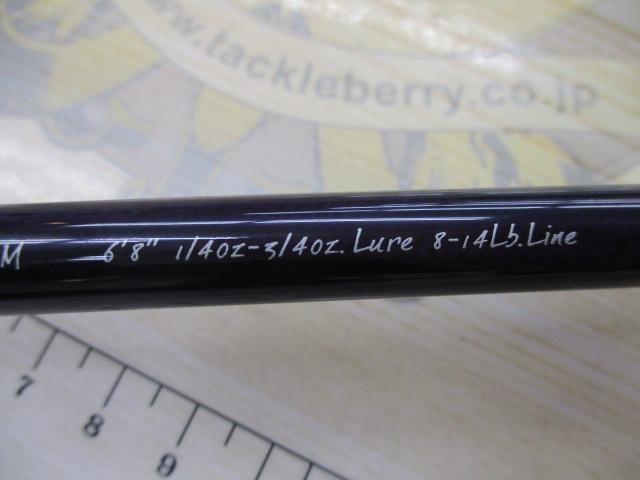 www.tackleberry.co.jp
M 6'8" 1/4oz-3/4oz. Lure 8-14Lb. Line
7 8 9